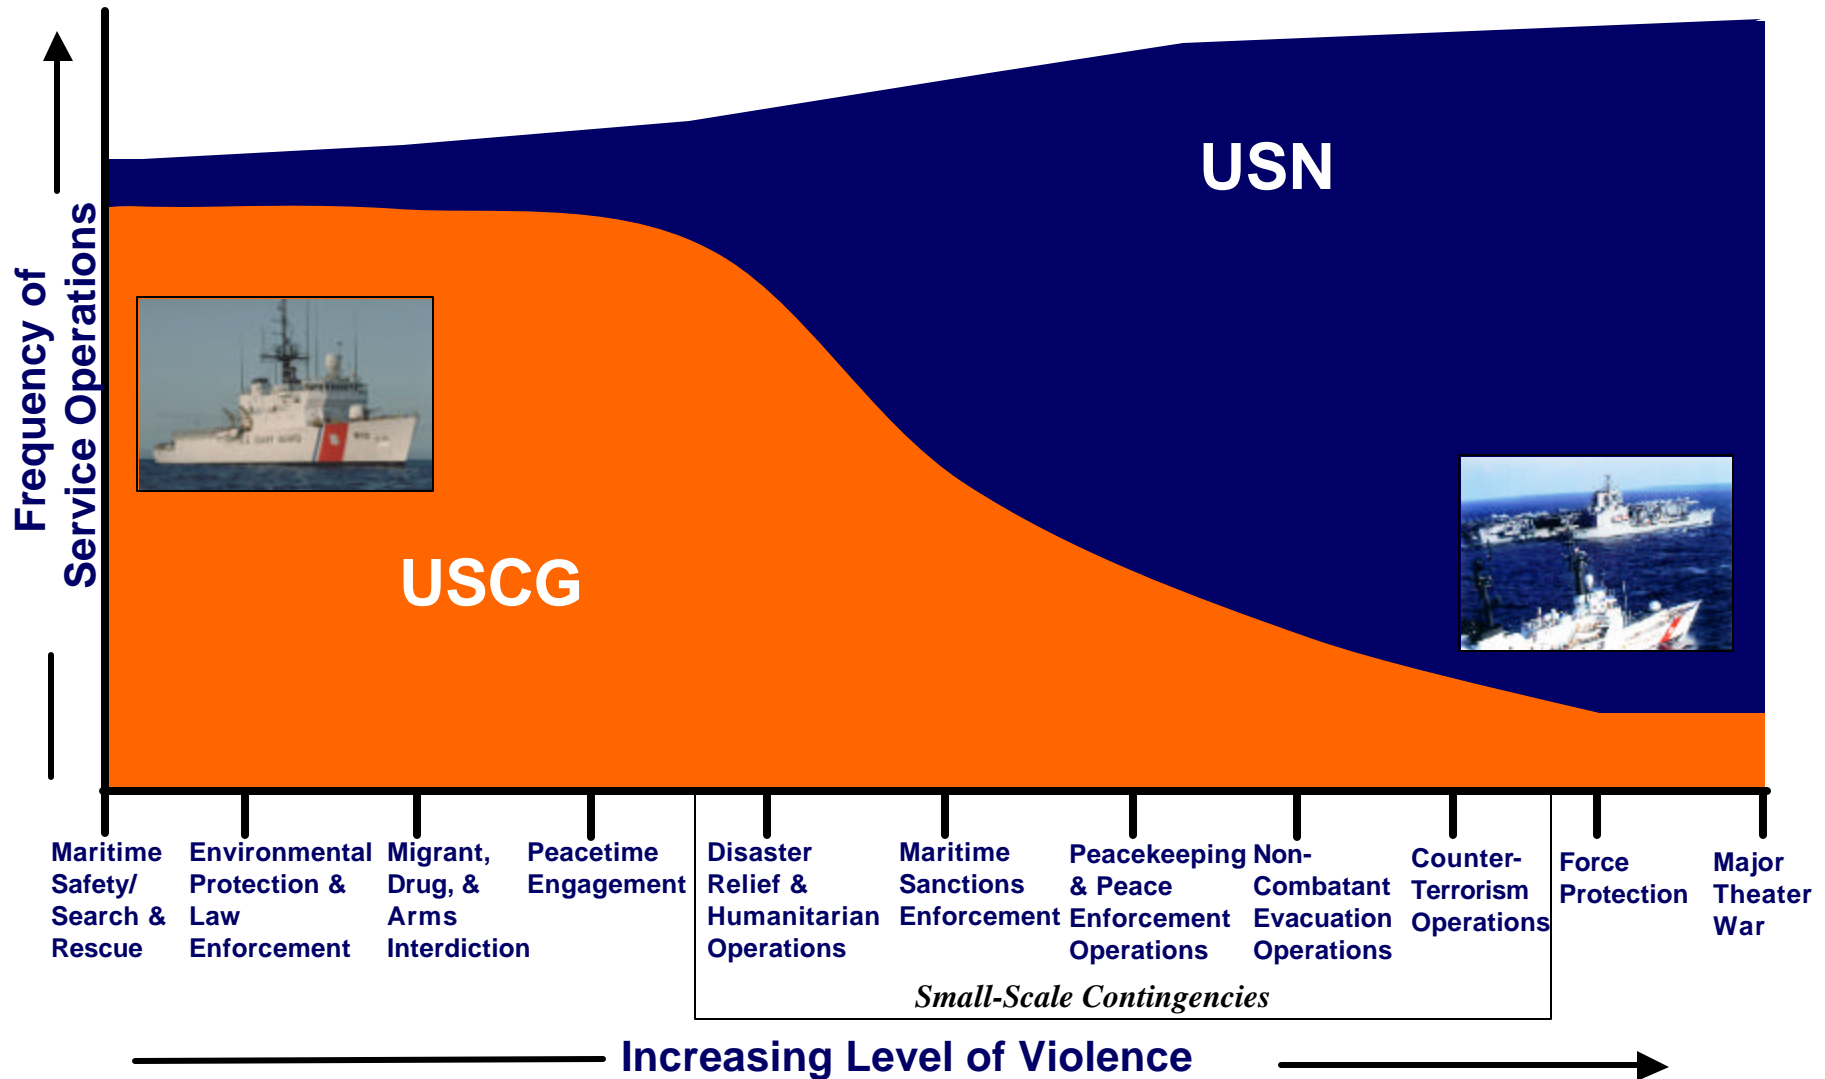 Frequency of
Service Operations
USN
USCG
Maritime
Safety/
Search &
Rescue
Environmental
Protection &
Law
Enforcement
Migrant,
Drug, &
Arms
Interdiction
Peacetime
Engagement
Disaster
Relief &
Humanitarian
Operations
Maritime
Sanctions
Enforcement
Peacekeeping
& Peace
Enforcement
Operations
Non-
Combatant
Evacuation
Operations
Counter-
Terrorism
Operations
Force
Protection
Major
Theater
War
Small-Scale Contingencies
Increasing Level of Violence